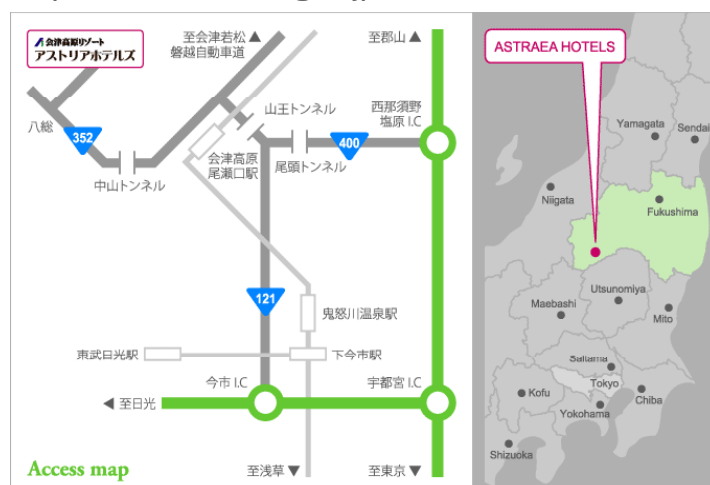 会津高原リゾート
アストリアホテルズ
至会津若松▲
磐越自動車道
至郡山▲
八総
352
中山トンネル
山王トンネル
会津高原
尾瀬口駅
尾頭トンネル
400
西那須野
塩原 I.C
121
鬼怒川温泉駅
東武日光駅
下今市駅
今市 I.C
宇都宮 I.C
◀ 至日光
至浅草▼
至東京▼
Access map
ASTRAEA HOTELS
Yamagata
Sendai
Niigata
Fukushima
Utsunomiya
Maebashi
Mito
Saitama
Tokyo
Kofu
Chiba
Yokohama
Shizuoka